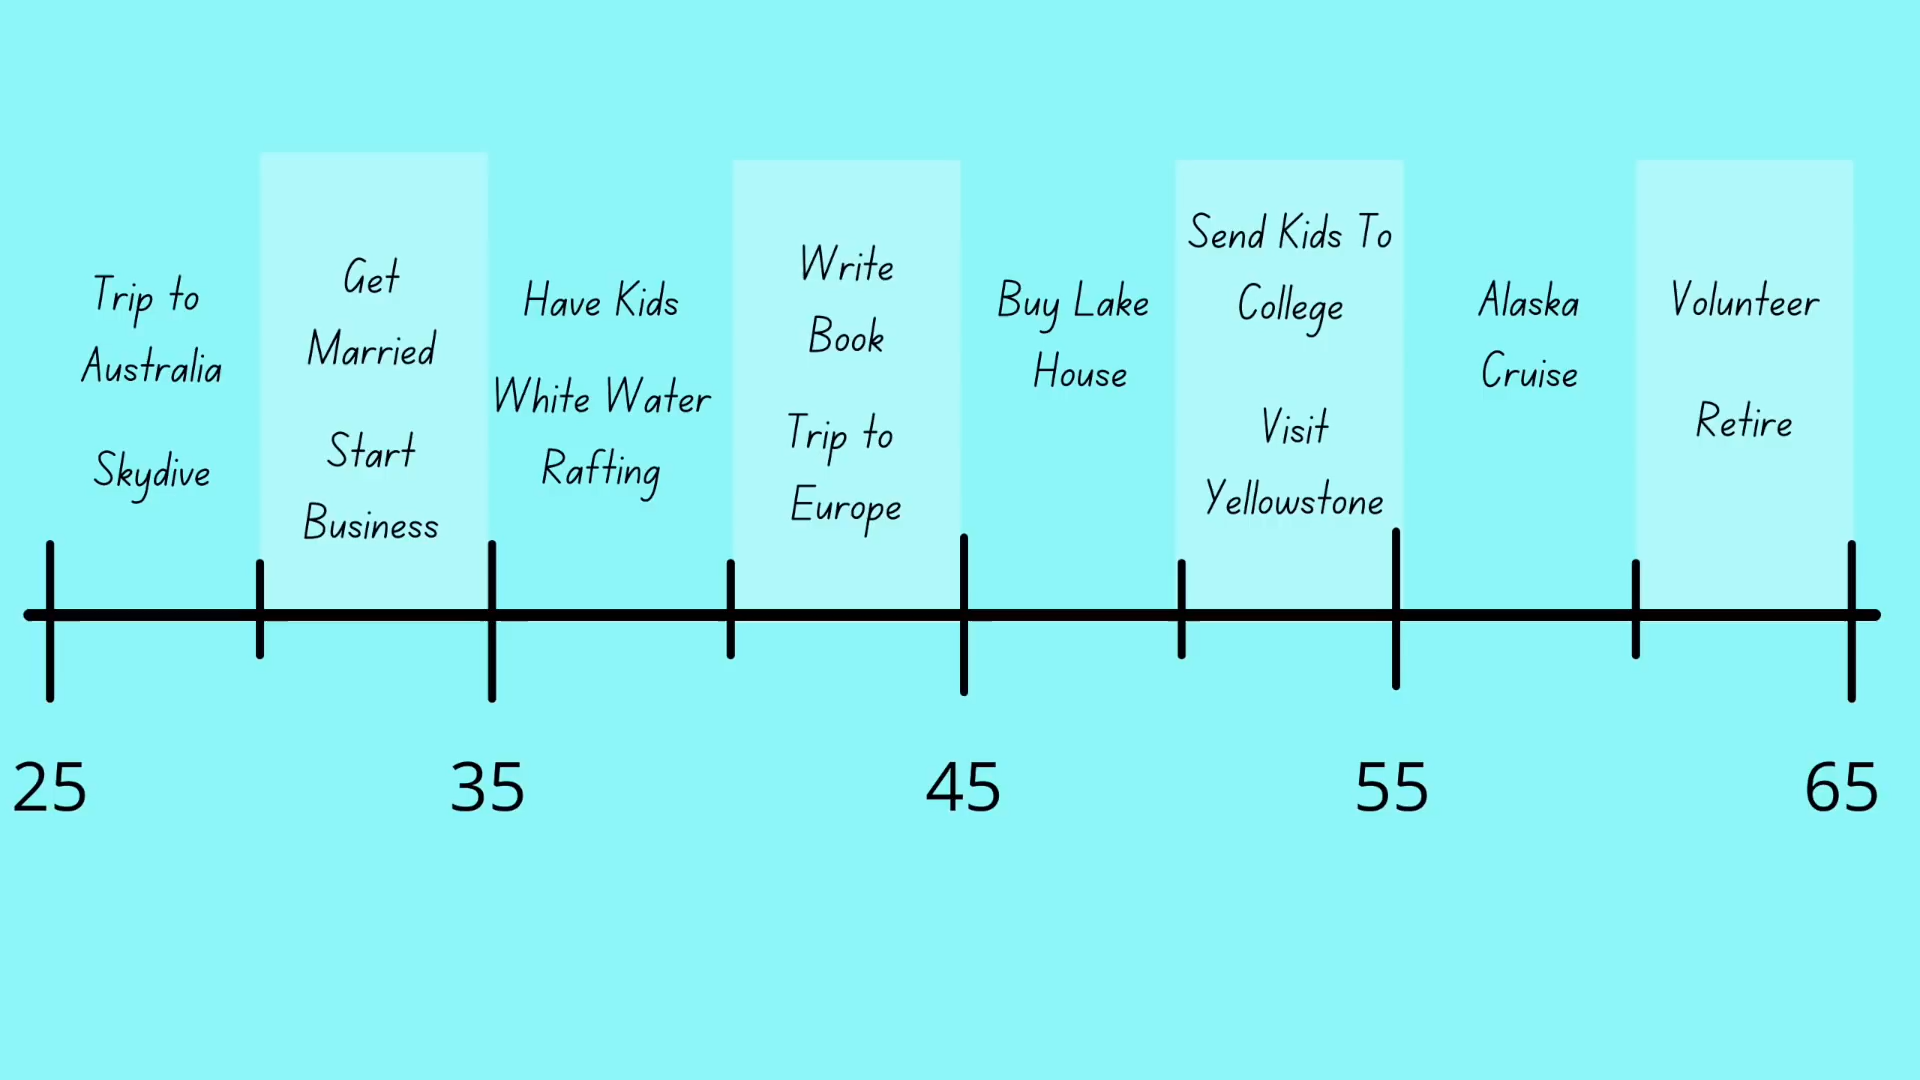 Trip to
Australia
Skydive
Get
Married
Start
Business
Have Kids
White Water
Rafting
Write
Book
Trip to
Europe
Buy Lake
House
Send Kids To
College
Visit
Yellowstone
Alaska
Cruise
Volunteer
Retire
25
35
45
55
65